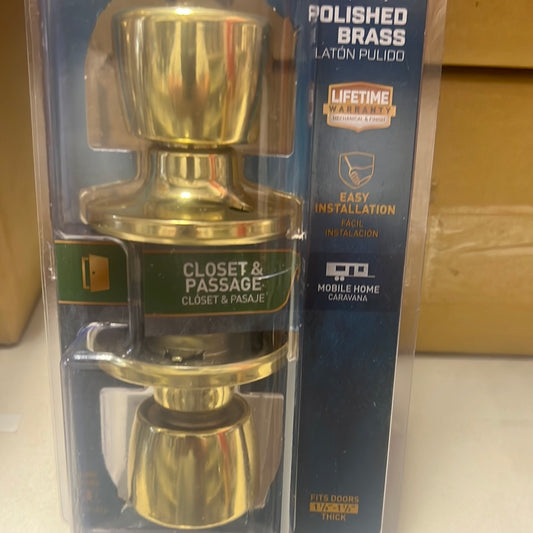 POLISHED
BRASS
LATÓN PULIDO
LIFETIME
WARRANTY
MECHANICAL & FINISH
EASY
INSTALLATION
FÁCIL
INSTALACIÓN
CLOSET &
PASSAGE
CLÓSET & PASAJE
MOBILE HOME
CARAVANA
FITS DOORS
THICK